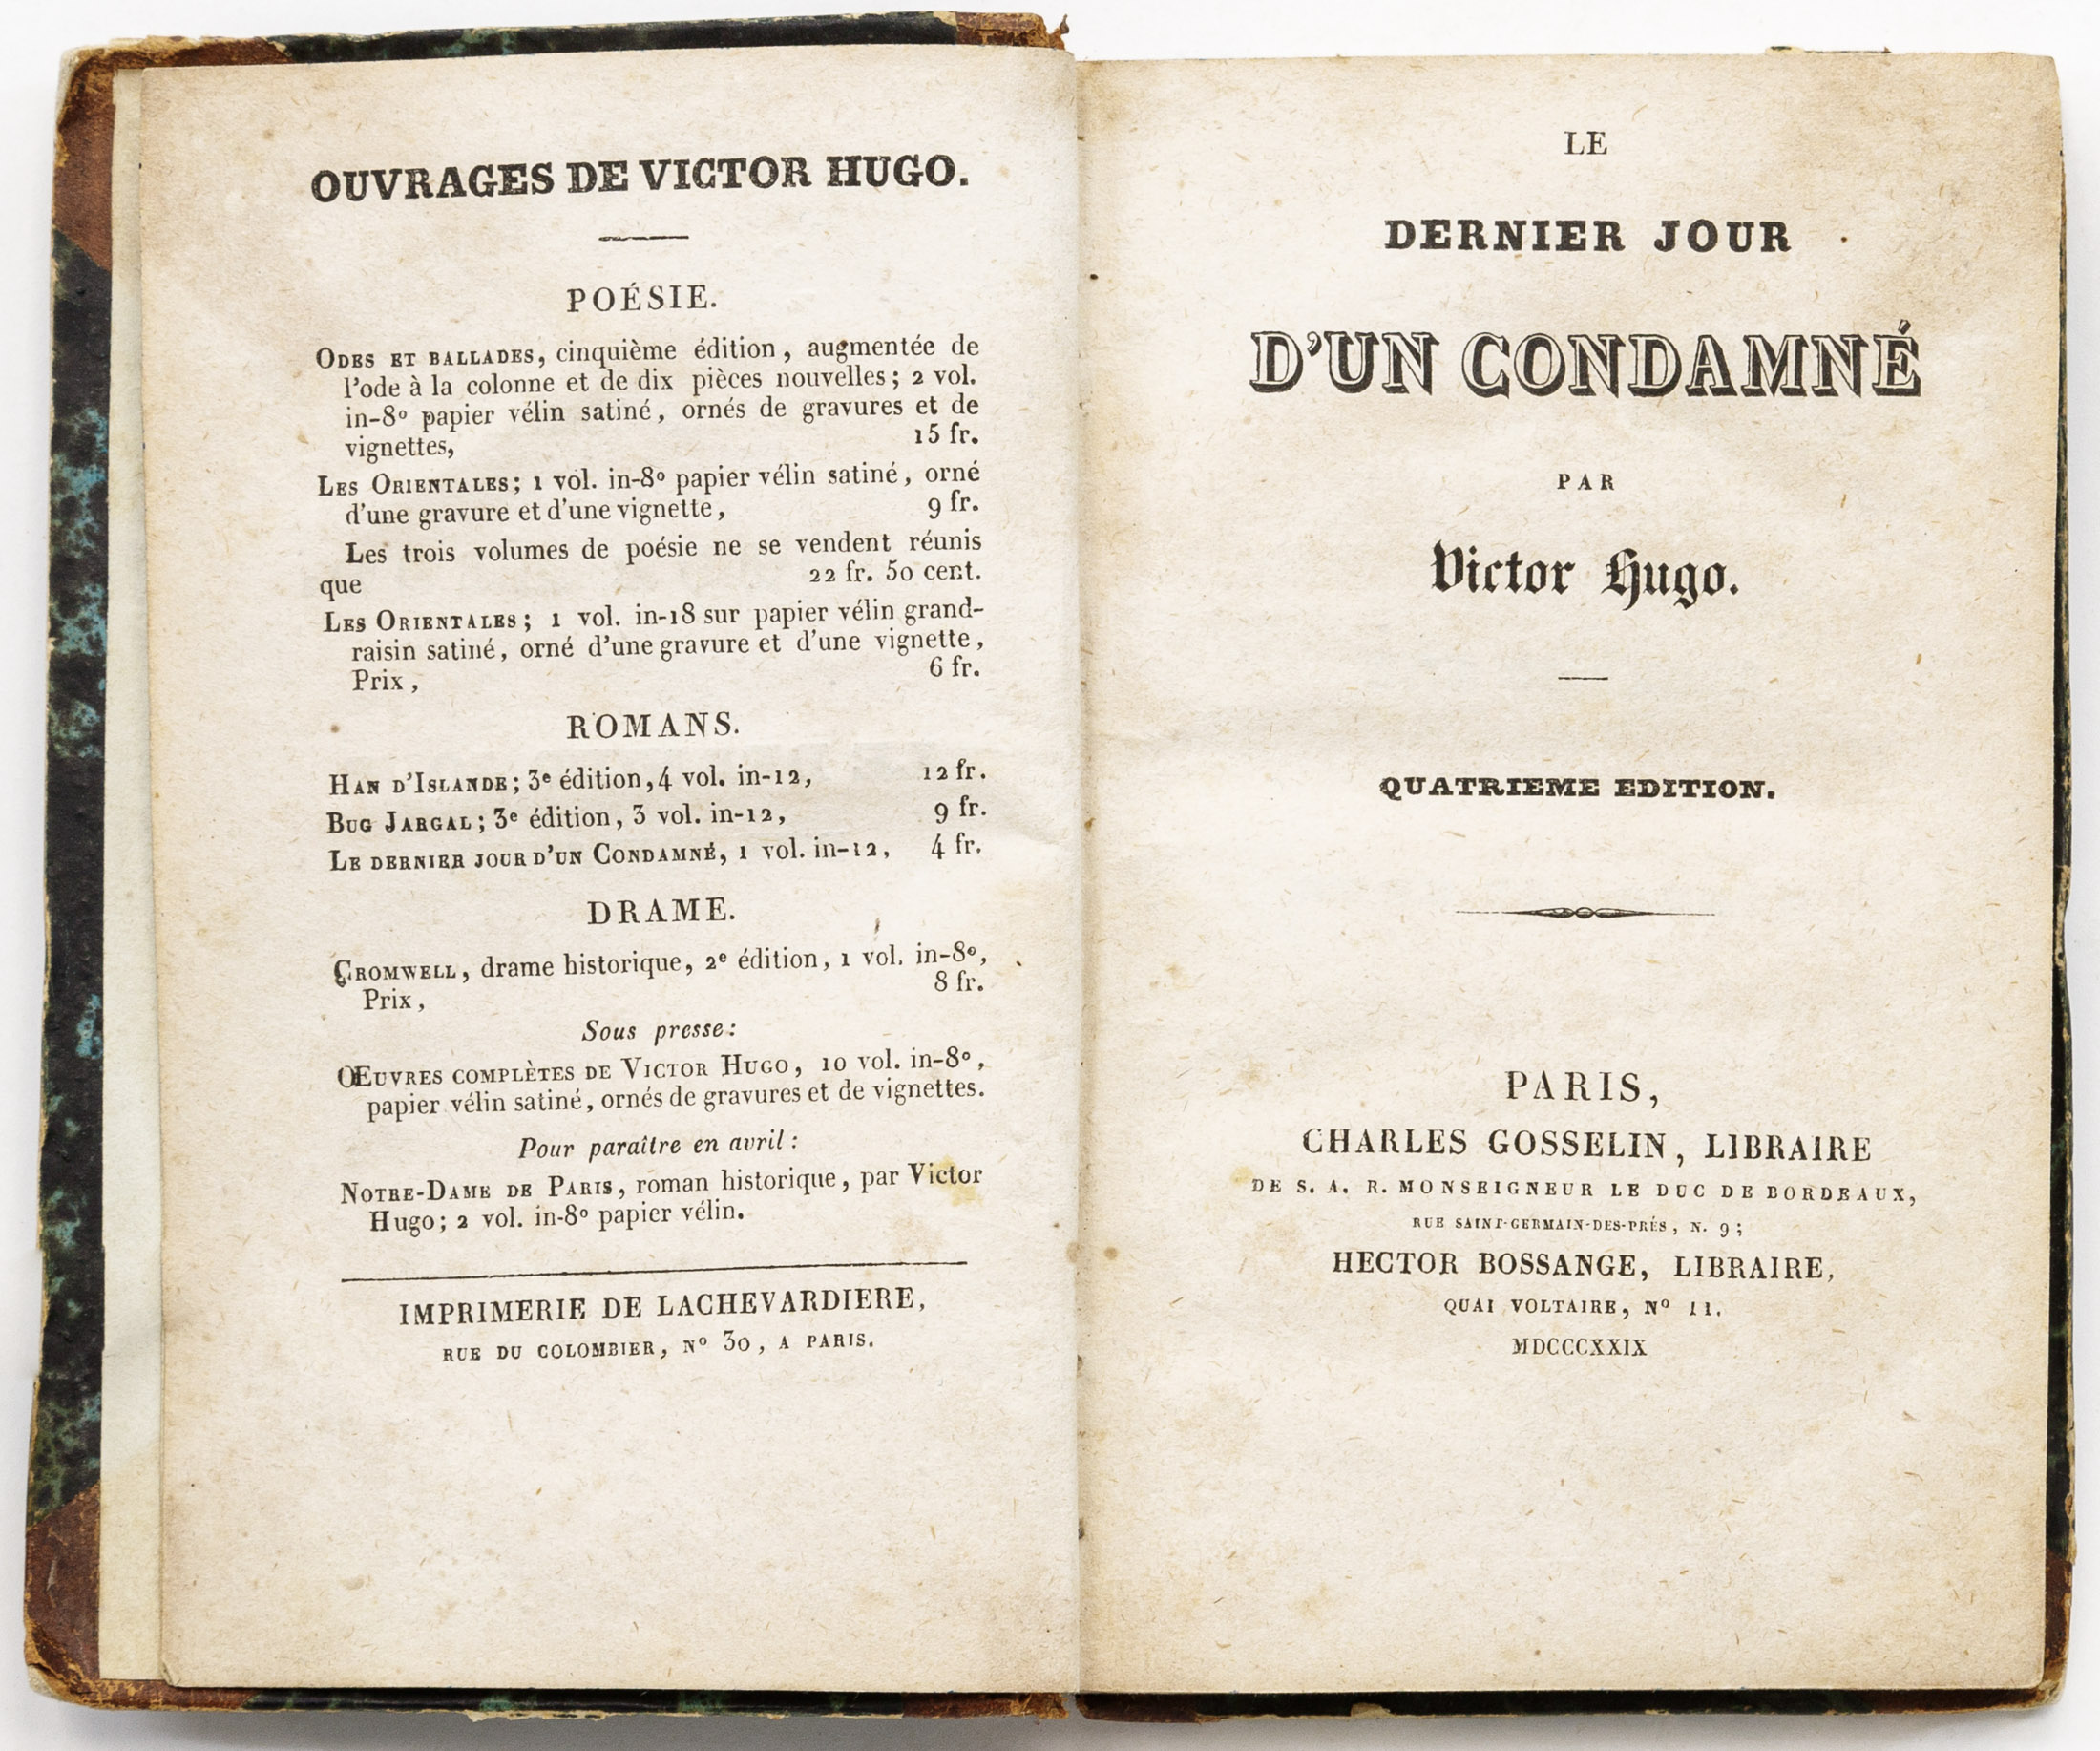 OUVRAGES DE VICTOR HUGO.
POÉSIE.
ODES ET BALLADES, cinquième édition, augmentée de
l'ode à la colonne et de dix pièces nouvelles; 2 vol.
in-8º papier vélin satiné, ornés de gravures et de
vignettes, 15 fr.
LES ORIENTALES; 1 vol. in-8º papier vélin satiné, orné
d'une gravure et d'une vignette, 9 fr.
Les trois volumes de poésie ne se vendent réunis
que 22 fr. 50 cent.
LES ORIENTALES; 1 vol. in-18 sur papier vélin grand-
raisin satiné, orné d'une gravure et d'une vignette,
Prix, 6 fr.
ROMANS.
HAN D'ISLANDE; 3e édition, 4 vol. in-12, 12 fr.
BUG JARGAL; 3e édition, 3 vol. in-12, 9 fr.
LE DERNIER JOUR D'UN CONDAMNÉ, 1 vol. in-12, 4 fr.
DRAME.
CROMWELL, drame historique, 2e édition, 1 vol. in-8º,
Prix, 8 fr.
Sous presse:
ŒUVRES COMPLÈTES DE VICTOR HUGO, 10 vol. in-8º,
papier vélin satiné, ornés de gravures et de vignettes.
Pour paraître en avril:
NOTRE-DAME DE PARIS, roman historique, par Victor
Hugo; 2 vol. in-8º papier vélin.
IMPRIMERIE DE LACHEVARDIERE,
RUE DU COLOMBIER, Nº 30, A PARIS.
LE
DERNIER JOUR
D'UN CONDAMNÉ
PAR
Victor Hugo.
QUATRIEME EDITION.
PARIS,
CHARLES GOSSELIN, LIBRAIRE
DE S. A. R. MONSEIGNEUR LE DUC DE BORDEAUX,
RUE SAINT-GERMAIN-DES-PRÉS, N. 9;
HECTOR BOSSANGE, LIBRAIRE,
QUAI VOLTAIRE, Nº 11.
MDCCCXXIX